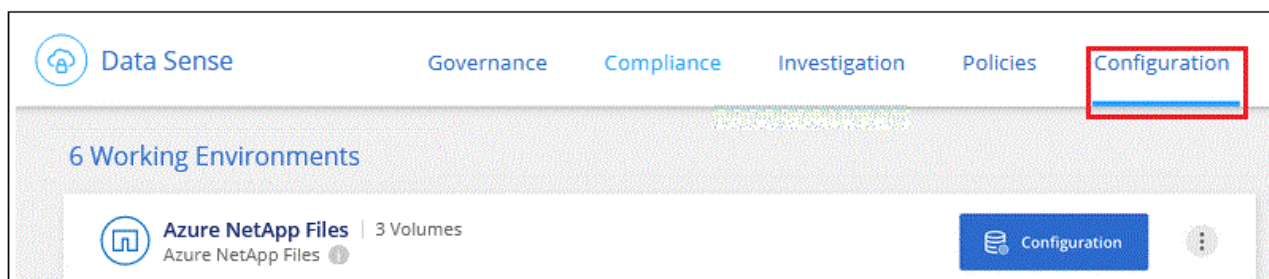 Data Sense Governance Compliance Investigation Policies Configuration
6 Working Environments
Azure NetApp Files | 3 Volumes
Azure NetApp Files
Configuration